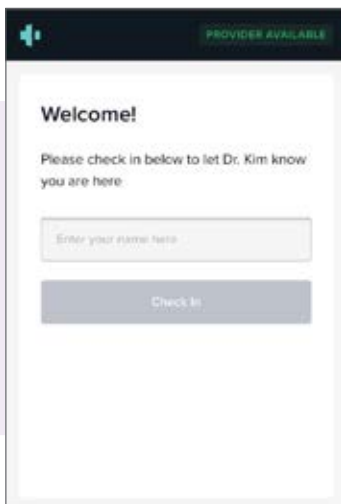 PROVIDER AVAILABLE
Welcome!
Please check in below to let Dr. Kim know
you are here
Enter your name here
Check In